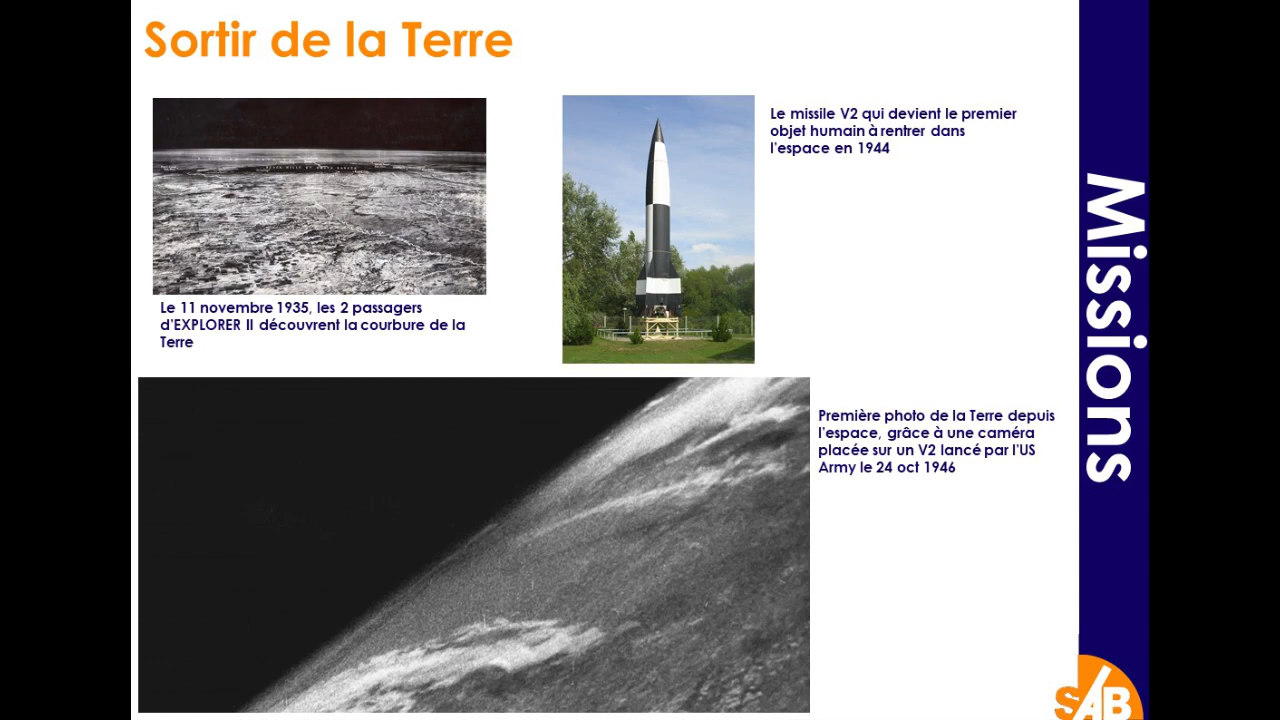 Sortir de la Terre
Le 11 novembre 1935, les 2 passagers
d'EXPLORER II découvrent la courbure de la
Terre
Le missile V2 qui devient le premier
objet humain à rentrer dans
l'espace en 1944
Première photo de la Terre depuis
l'espace, grâce à une caméra
placée sur un V2 lancé par l'US
Army le 24 oct 1946
Missions
SAB